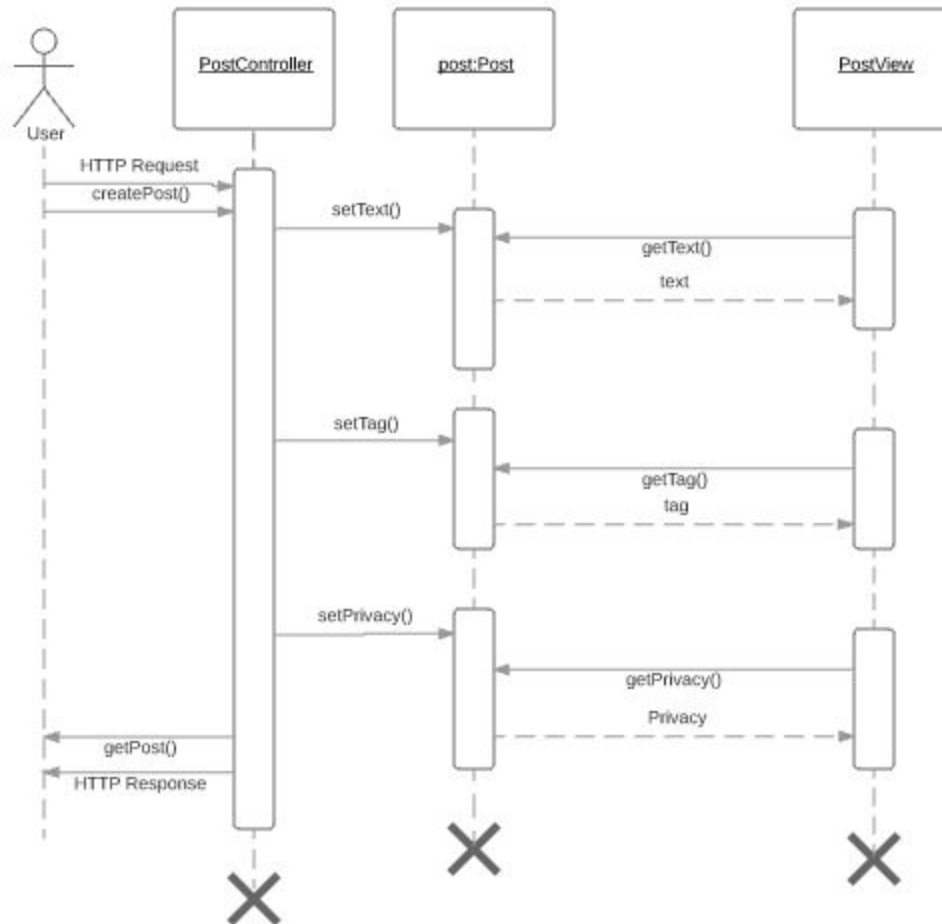 PostController
post:Post
PostView
User
HTTP Request
createPost()
setText()
getText()
text
setTag()
getTag()
tag
setPrivacy()
getPrivacy()
Privacy
getPost()
HTTP Response